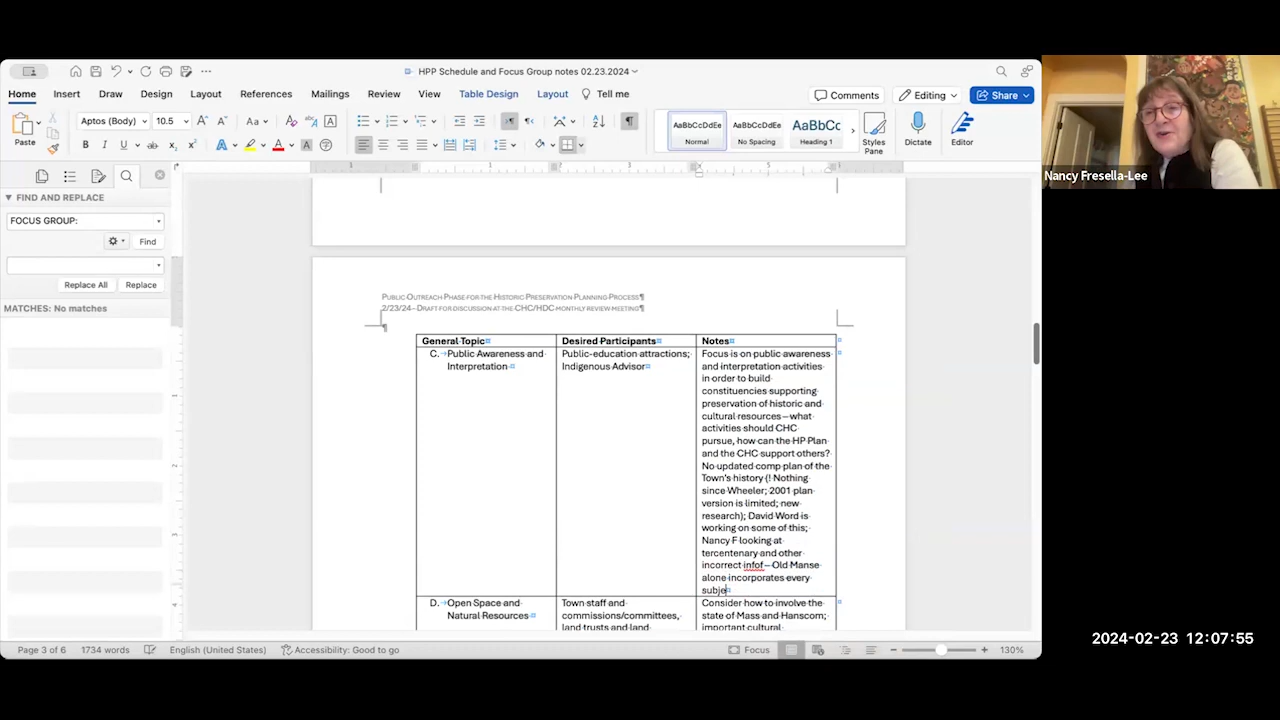 HPP Schedule and Focus Group notes 02.23.2024
Home Insert Draw Design Layout References Mailings Review View Table Design Layout Tell me
Comments Editing Share
Paste
Aptos (Body) 10.5
AaBbCcDdEe AaBbCcDdEe AaBbCc
Normal No Spacing Heading 1
Styles Pane
Dictate
Editor
FIND AND REPLACE
FOCUS GROUP:
Find
Replace All Replace
MATCHES: No matches
Public Outreach Phase for the Historic Preservation Planning Process¶
2/23/24 – Draft for discussion at the CHC/HDC monthly review meeting¶
¶
General Topic Desired Participants Notes
C. Public Awareness and
Interpretation
Public-education attractions;
Indigenous Advisor
Focus is on public awareness
and interpretation activities
in order to build
constituencies supporting
preservation of historic and
cultural resources – what
activities should CHC
pursue, how can the HP Plan
and the CHC support others?
No updated comp plan of the
Town's history (! Nothing
since Wheeler; 2001 plan
version is limited; new
research); David Word is
working on some of this;
Nancy F looking at
tercentenary and other
incorrect infof – Old Manse
alone incorporates every
subje
D. Open Space and
Natural Resources
Town staff and
commissions/committees,
land trusts and land
Consider how to involve the
state of Mass and Hanscom;
important cultural
Page 3 of 6 1734 words English (United States) Accessibility: Good to go Focus 130%
Nancy Fresella-Lee
2024-02-23 12:07:55